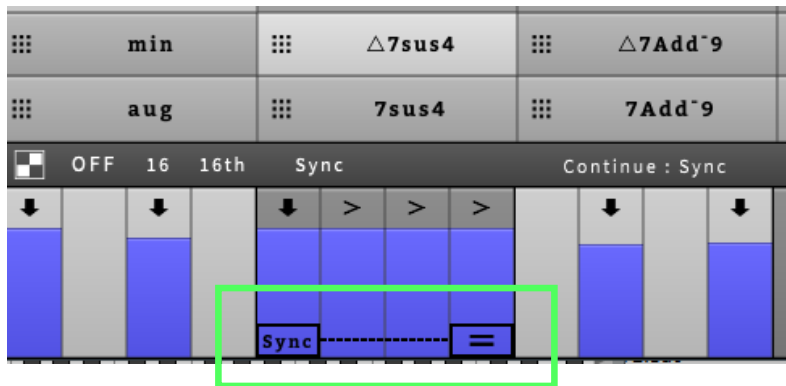 min △7sus4 △7Add⁻9
aug 7sus4 7Add⁻9
OFF 16 16th Sync Continue : Sync
> > >
Sync =